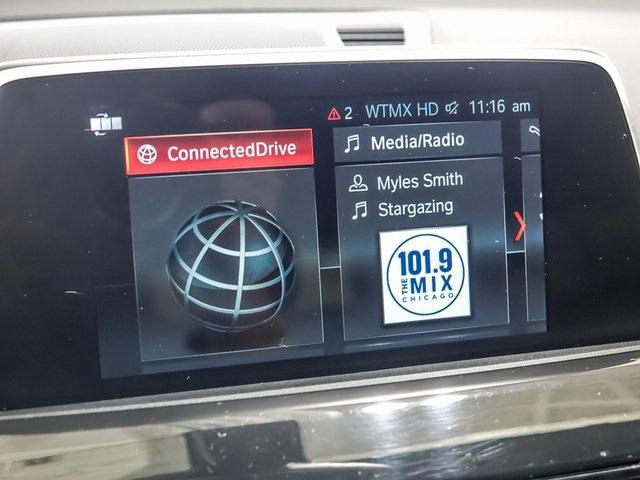 2 WTMX HD 11:16 am
ConnectedDrive
Media/Radio
Myles Smith
Stargazing
101.9
THE MIX
CHICAGO